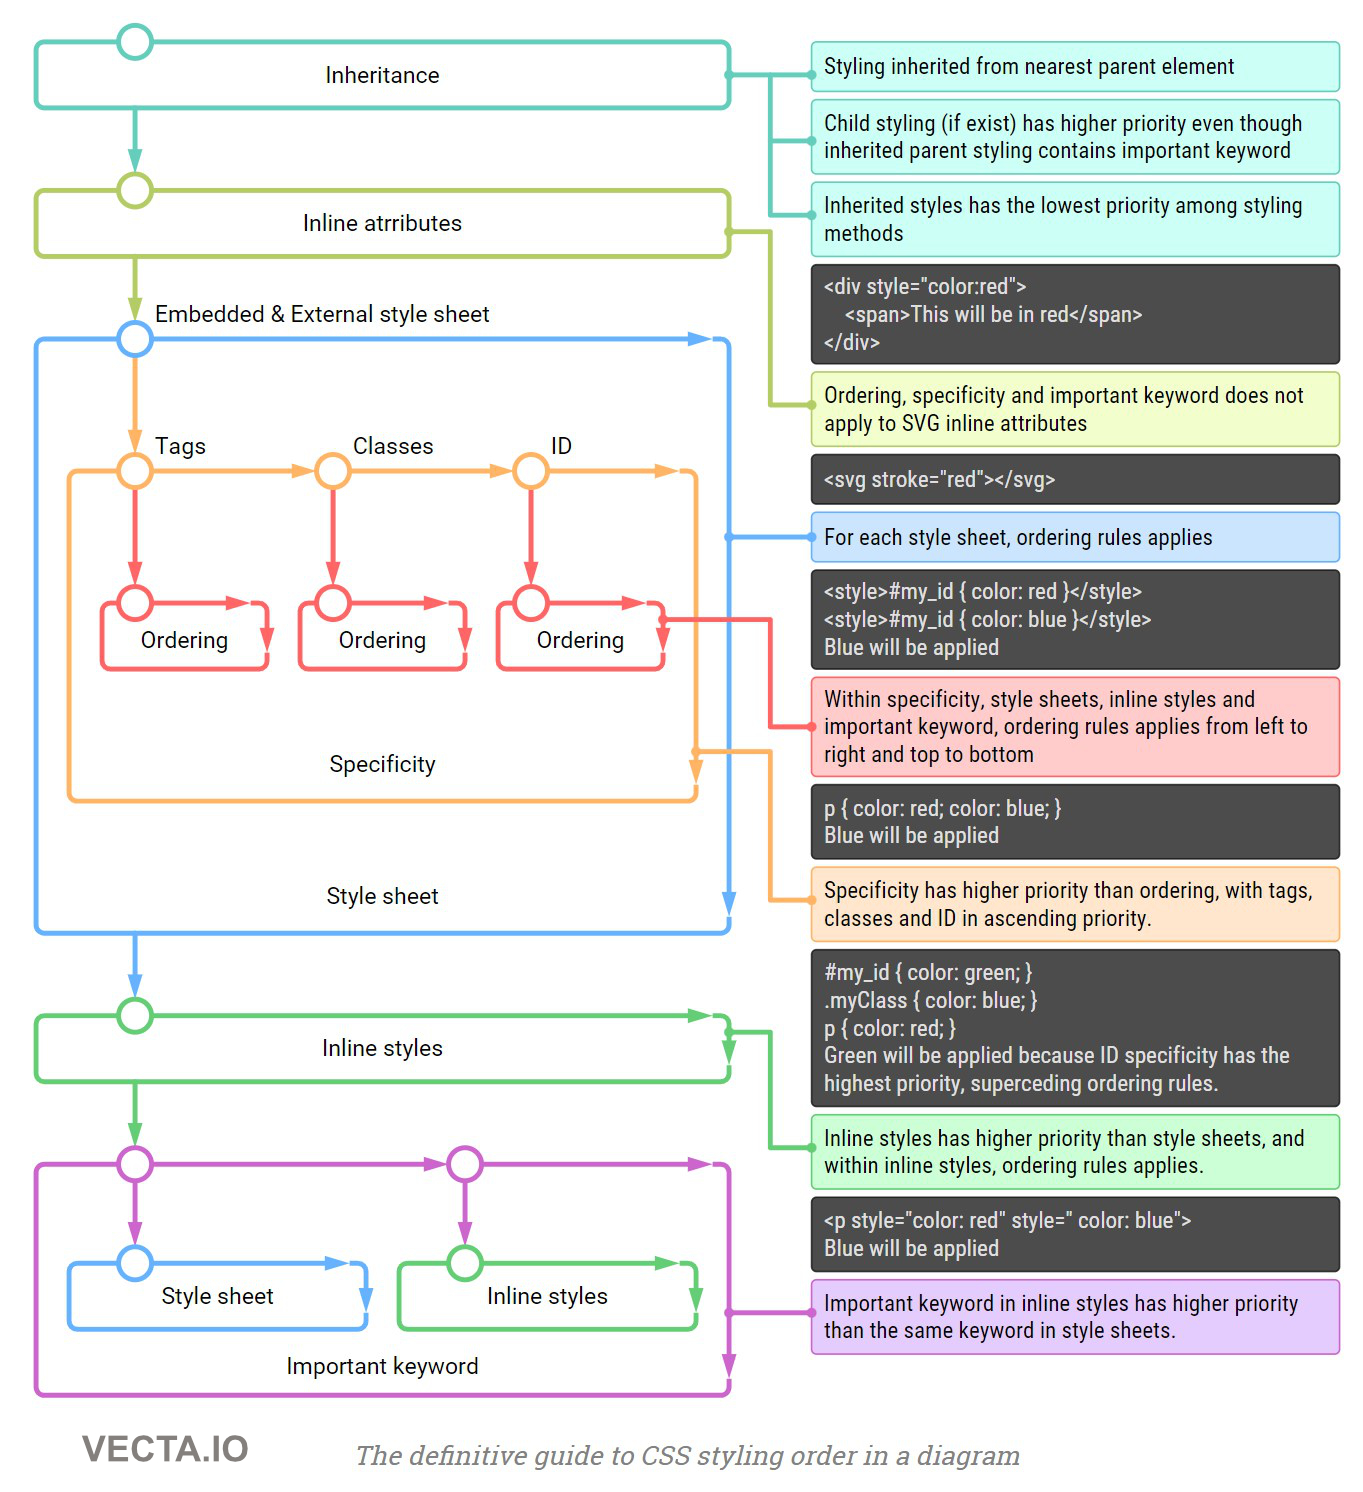 Inheritance
Inline atrributes
Embedded & External style sheet
Tags
Classes
ID
Ordering
Ordering
Ordering
Specificity
Style sheet
Inline styles
Style sheet
Inline styles
Important keyword
Styling inherited from nearest parent element
Child styling (if exist) has higher priority even though
inherited parent styling contains important keyword
Inherited styles has the lowest priority among styling
methods
<div style="color:red">
<span>This will be in red</span>
</div>
Ordering, specificity and important keyword does not
apply to SVG inline attributes
<svg stroke="red"></svg>
For each style sheet, ordering rules applies
<style>#my_id { color: red }</style>
<style>#my_id { color: blue }</style>
Blue will be applied
Within specificity, style sheets, inline styles and
important keyword, ordering rules applies from left to
right and top to bottom
p { color: red; color: blue; }
Blue will be applied
Specificity has higher priority than ordering, with tags,
classes and ID in ascending priority.
#my_id { color: green; }
.myClass { color: blue; }
p { color: red; }
Green will be applied because ID specificity has the
highest priority, superceding ordering rules.
Inline styles has higher priority than style sheets, and
within inline styles, ordering rules applies.
<p style="color: red" style=" color: blue">
Blue will be applied
Important keyword in inline styles has higher priority
than the same keyword in style sheets.
VECTA.IO
The definitive guide to CSS styling order in a diagram